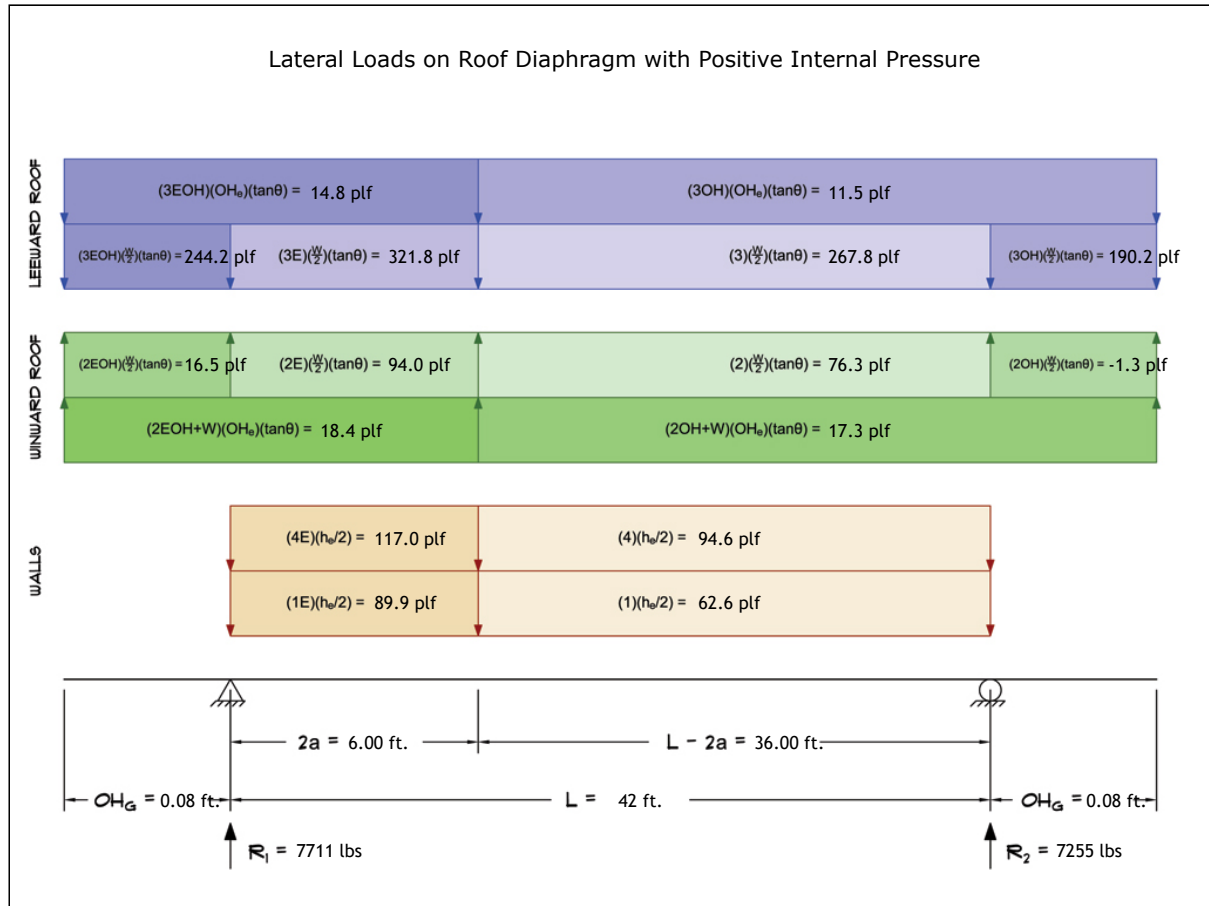 Lateral Loads on Roof Diaphragm with Positive Internal Pressure
LEEWARD ROOF
(3EOH)(OHₑ)(tanθ) = 14.8 plf
(3OH)(OHₑ)(tanθ) = 11.5 plf
(3EOH)(W/2)(tanθ) = 244.2 plf
(3E)(W/2)(tanθ) = 321.8 plf
(3)(W/2)(tanθ) = 267.8 plf
(3OH)(W/2)(tanθ) = 190.2 plf
WINWARD ROOF
(2EOH)(W/2)(tanθ) = 16.5 plf
(2E)(W/2)(tanθ) = 94.0 plf
(2)(W/2)(tanθ) = 76.3 plf
(2OH)(W/2)(tanθ) = -1.3 plf
(2EOH+W)(OHₑ)(tanθ) = 18.4 plf
(2OH+W)(OHₑ)(tanθ) = 17.3 plf
WALLS
(4E)(hₑ/2) = 117.0 plf
(4)(hₑ/2) = 94.6 plf
(1E)(hₑ/2) = 89.9 plf
(1)(hₑ/2) = 62.6 plf
2a = 6.00 ft.
L - 2a = 36.00 ft.
OH_G = 0.08 ft.
L = 42 ft.
OH_G = 0.08 ft.
R₁ = 7711 lbs
R₂ = 7255 lbs